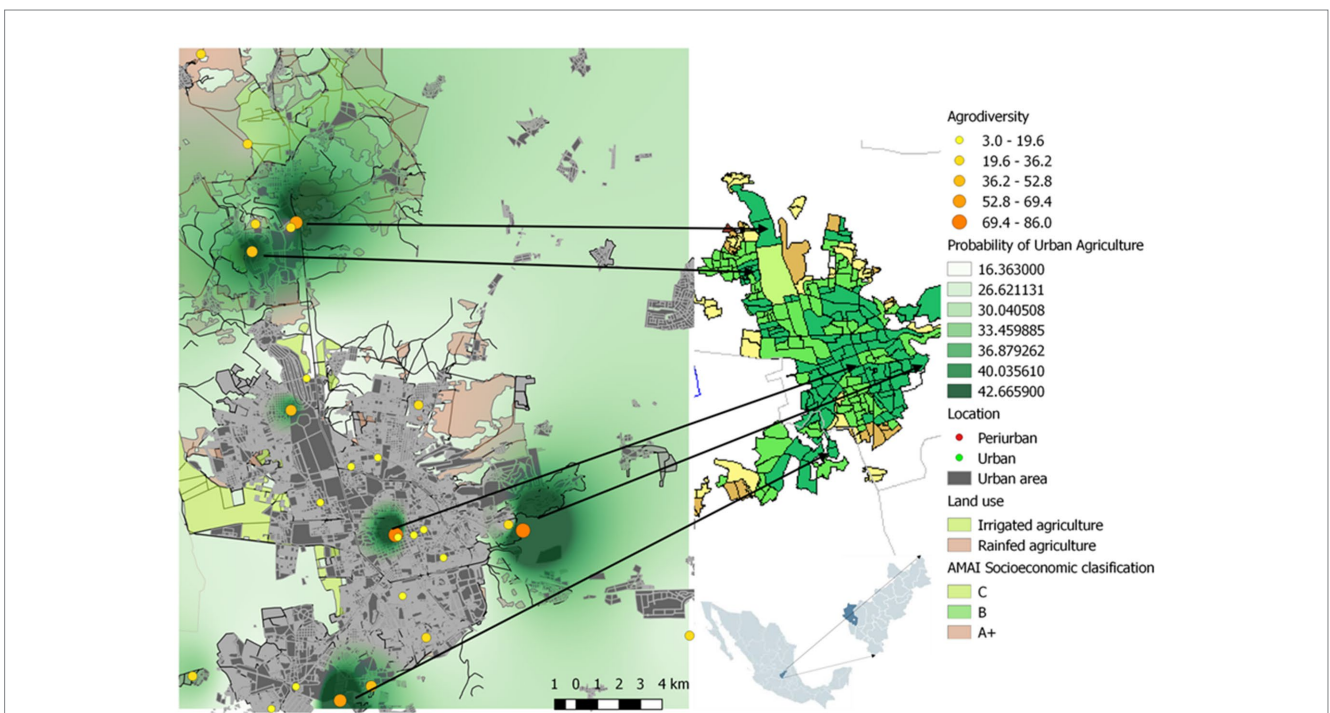 Agrodiversity
3.0 - 19.6
19.6 - 36.2
36.2 - 52.8
52.8 - 69.4
69.4 - 86.0
Probability of Urban Agriculture
16.363000
26.621131
30.040508
33.459885
36.879262
40.035610
42.665900
Location
Periurban
Urban
Urban area
Land use
Irrigated agriculture
Rainfed agriculture
AMAI Socioeconomic clasification
C
B
A+
1 0 1 2 3 4 km